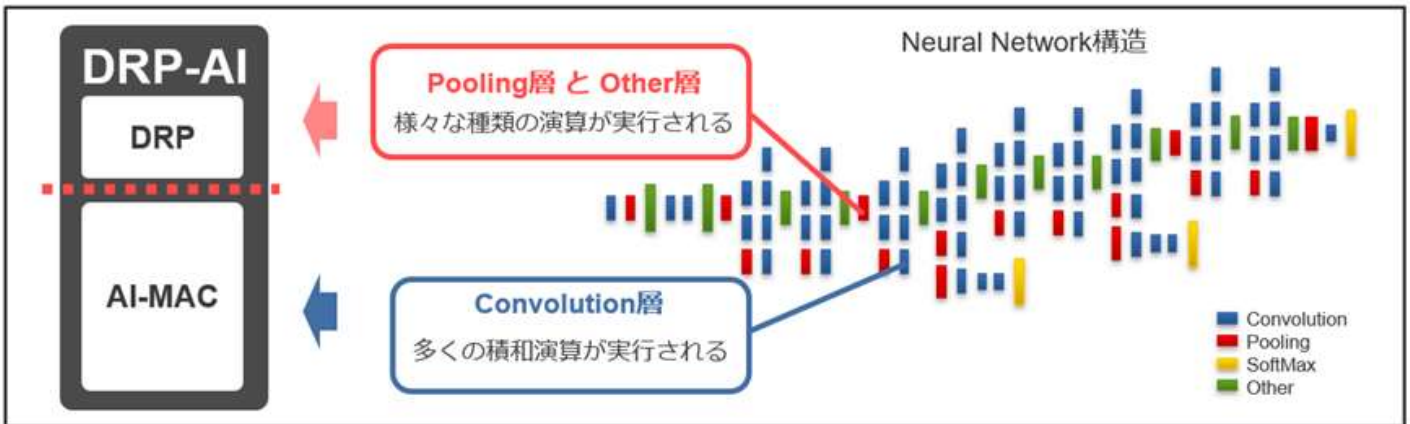 DRP-AI
DRP
AI-MAC
Pooling層 と Other層
様々な種類の演算が実行される
Convolution層
多くの積和演算が実行される
Neural Network構造
Convolution
Pooling
SoftMax
Other